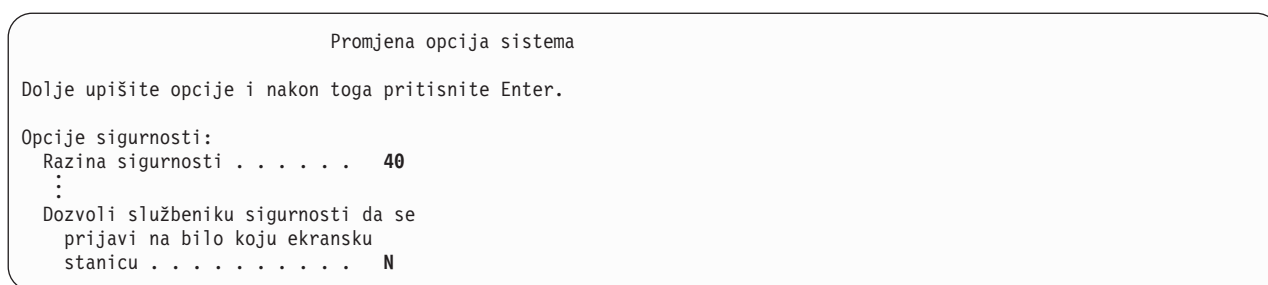 Promjena opcija sistema
Dolje upišite opcije i nakon toga pritisnite Enter.
Opcije sigurnosti:
Razina sigurnosti . . . . . . 40
Dozvoli službeniku sigurnosti da se
prijavi na bilo koju ekransku
stanicu . . . . . . . . . . N